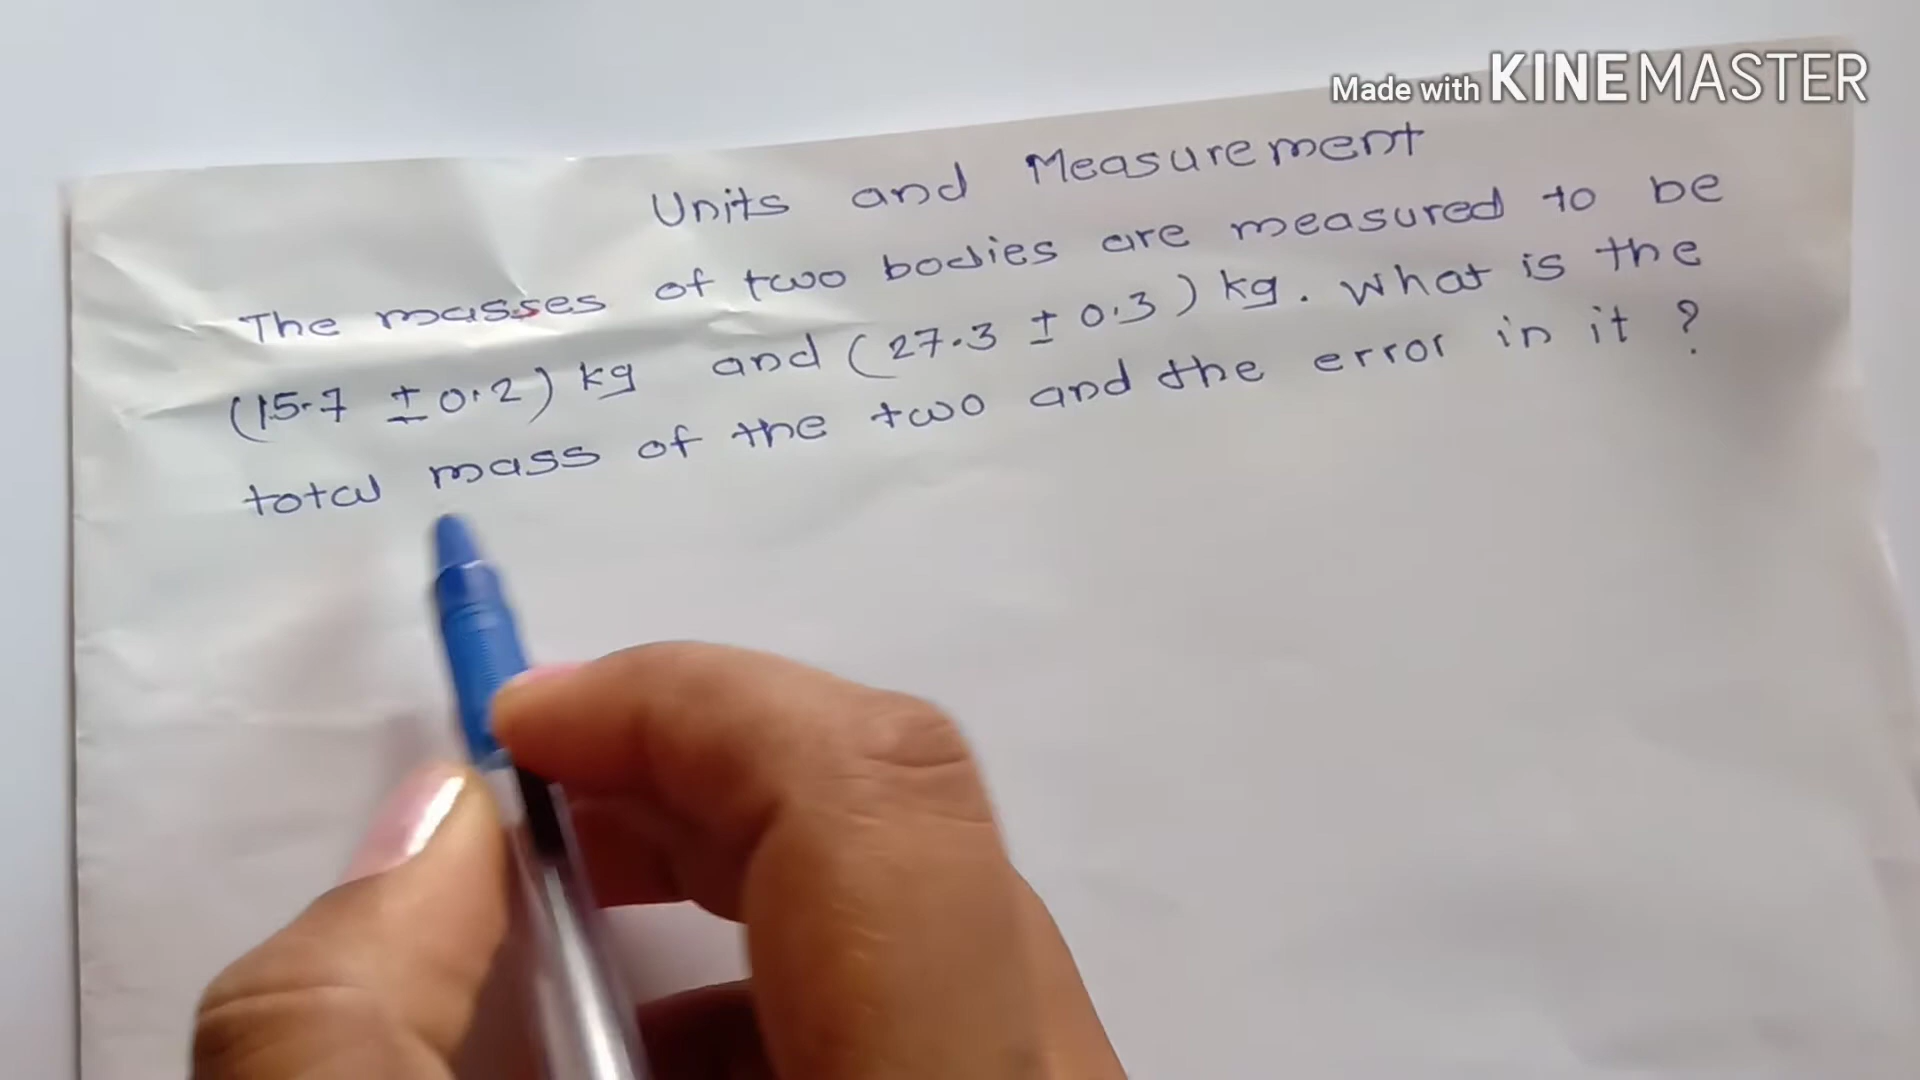 Made with KINEMASTER
Units and Measurement
The masses of two bodies are measured to be
(15.7 ± 0.2) kg and (27.3 ± 0.3) kg. What is the
total mass of the two and the error in it ?